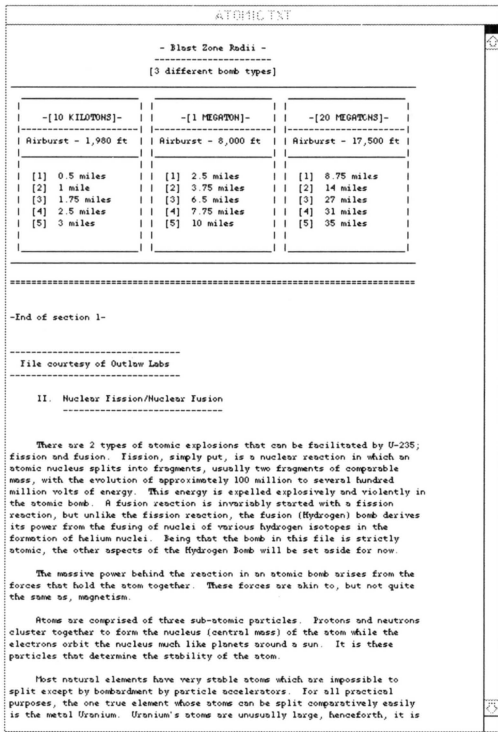 ATOMIC.TXT
- Blast Zone Radii -
----------------------
[3 different bomb types]
-[10 KILOTONS]- | | -[1 MEGATON]- | | -[20 MEGATONS]-
Airburst - 1,980 ft | | Airburst - 8,000 ft | | Airburst - 17,500 ft
[1] 0.5 miles | | [1] 2.5 miles | | [1] 8.75 miles
[2] 1 mile | | [2] 3.75 miles | | [2] 14 miles
[3] 1.75 miles | | [3] 6.5 miles | | [3] 27 miles
[4] 2.5 miles | | [4] 7.75 miles | | [4] 31 miles
[5] 3 miles | | [5] 10 miles | | [5] 35 miles
-End of section 1-
File courtesy of Outlaw Labs
II. Nuclear Fission/Nuclear Fusion
There are 2 types of atomic explosions that can be facilitated by U-235;
fission and fusion. Fission, simply put, is a nuclear reaction in which an
atomic nucleus splits into fragments, usually two fragments of comparable
mass, with the evolution of approximately 100 million to several hundred
million volts of energy. This energy is expelled explosively and violently in
the atomic bomb. A fusion reaction is invariably started with a fission
reaction, but unlike the fission reaction, the fusion (Hydrogen) bomb derives
its power from the fusing of nuclei of various hydrogen isotopes in the
formation of helium nuclei. Being that the bomb in this file is strictly
atomic, the other aspects of the Hydrogen Bomb will be set aside for now.
The massive power behind the reaction in an atomic bomb arises from the
forces that hold the atom together. These forces are akin to, but not quite
the same as, magnetism.
Atoms are comprised of three sub-atomic particles. Protons and neutrons
cluster together to form the nucleus (central mass) of the atom while the
electrons orbit the nucleus much like planets around a sun. It is these
particles that determine the stability of the atom.
Most natural elements have very stable atoms which are impossible to
split except by bombardment by particle accelerators. For all practical
purposes, the one true element whose atoms can be split comparatively easily
is the metal Uranium. Uranium's atoms are unusually large, henceforth, it is